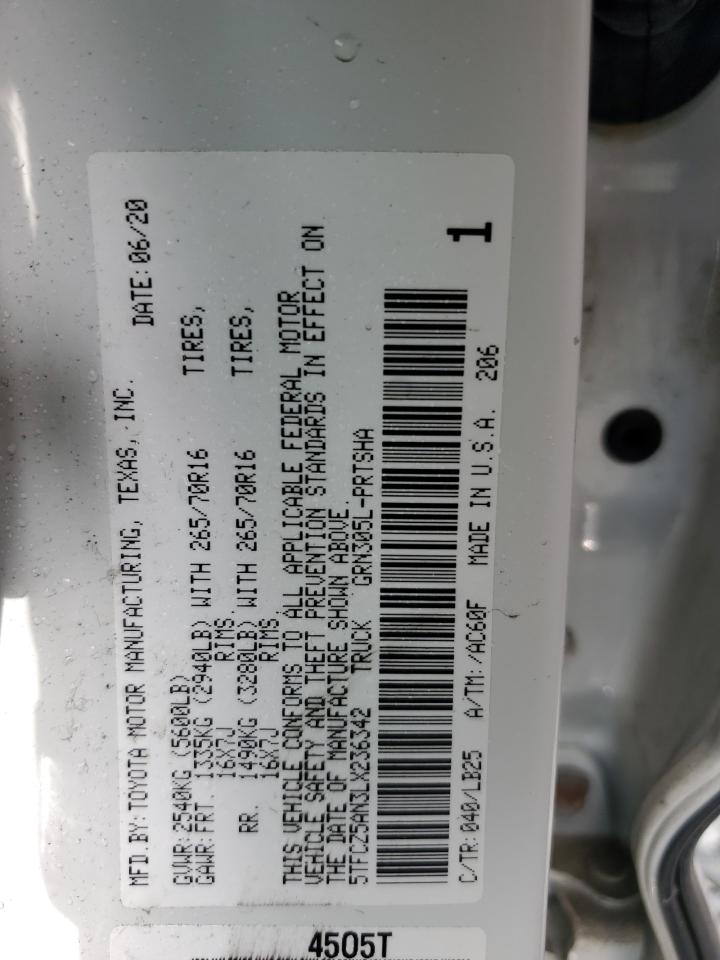 MFD.BY:TOYOTA MOTOR MANUFACTURING, TEXAS, INC. DATE:06/20
GVWR:2540KG (5600LB)
GAWR:FRT. 1335KG (2940LB) WITH 265/70R16 TIRES,
16X7J RIMS.
RR. 1490KG (3280LB) WITH 265/70R16 TIRES,
16X7J RIMS.
THIS VEHICLE CONFORMS TO ALL APPLICABLE FEDERAL MOTOR
VEHICLE SAFETY AND THEFT PREVENTION STANDARDS IN EFFECT ON
THE DATE OF MANUFACTURE SHOWN ABOVE.
5TFCZ5AN3LX236342 TRUCK GRN305L-PRTSHA
1
C/TR:040/LB25 A/TM:/AC60F MADE IN U.S.A. 206
4505T